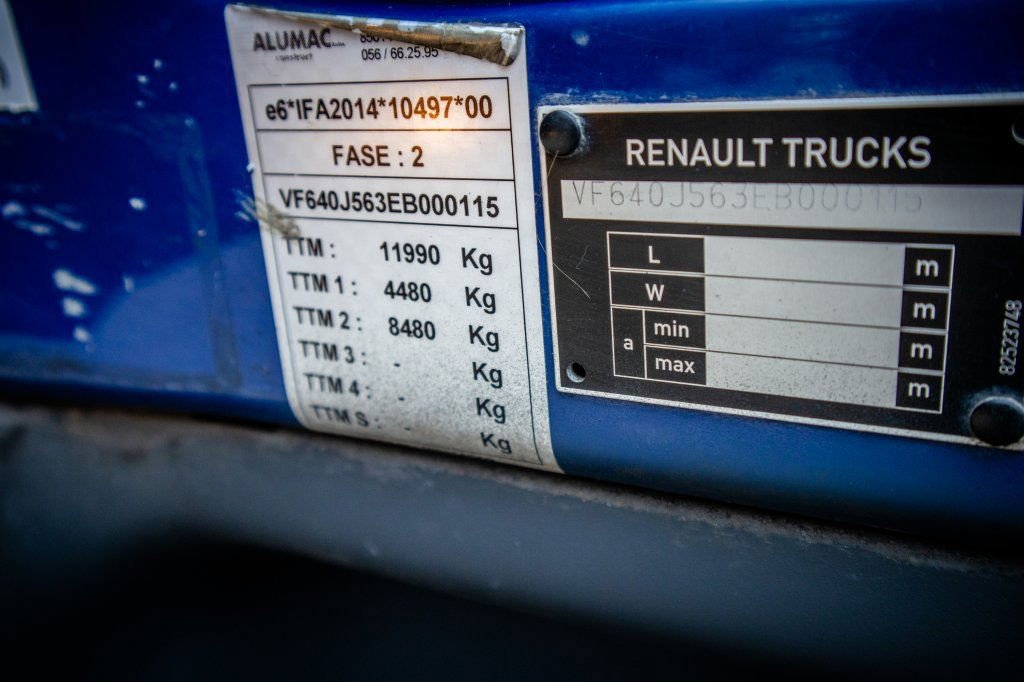 ALUMAC
construct
056 / 66.25.95
e6*IFA2014*10497*00
FASE : 2
VF640J563EB000115
TTM : 11990 Kg
TTM 1 : 4480 Kg
TTM 2 : 8480 Kg
TTM 3 : - Kg
TTM 4 : - Kg
TTM S : - Kg
RENAULT TRUCKS
VF640J563EB000115
L m
W m
a min m
max m
82523748